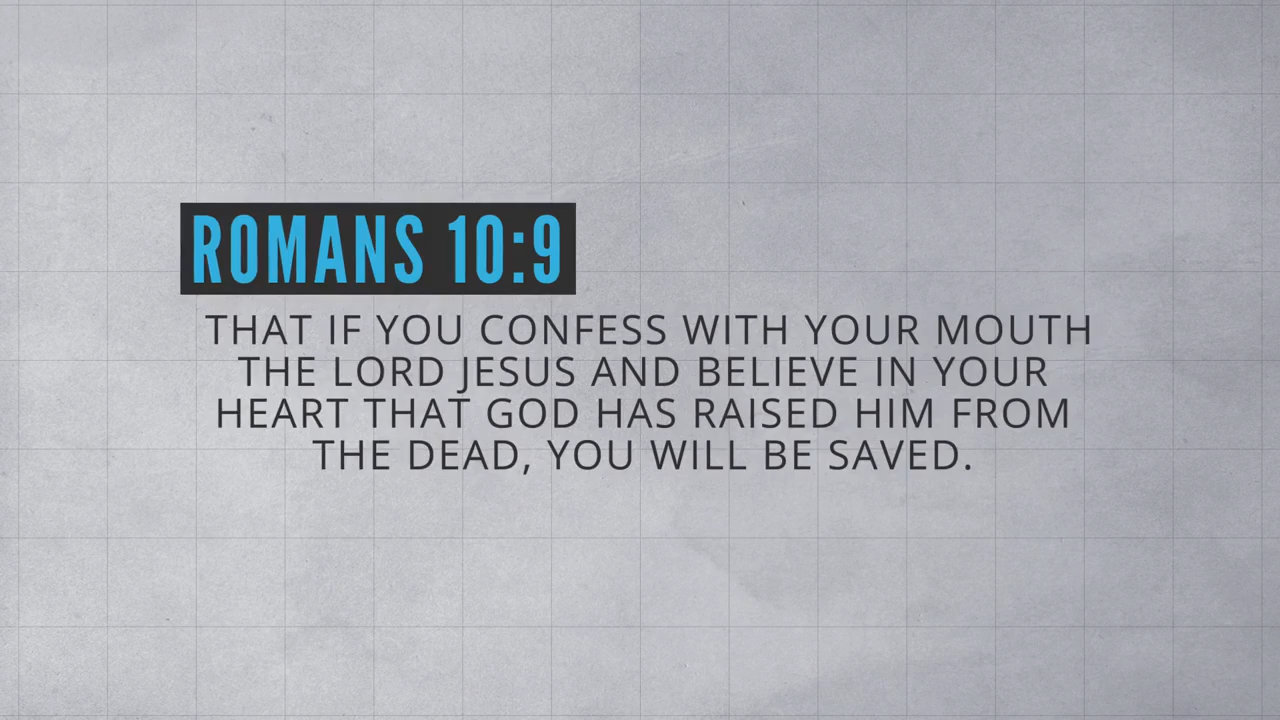 ROMANS 10:9
THAT IF YOU CONFESS WITH YOUR MOUTH
THE LORD JESUS AND BELIEVE IN YOUR
HEART THAT GOD HAS RAISED HIM FROM
THE DEAD, YOU WILL BE SAVED.